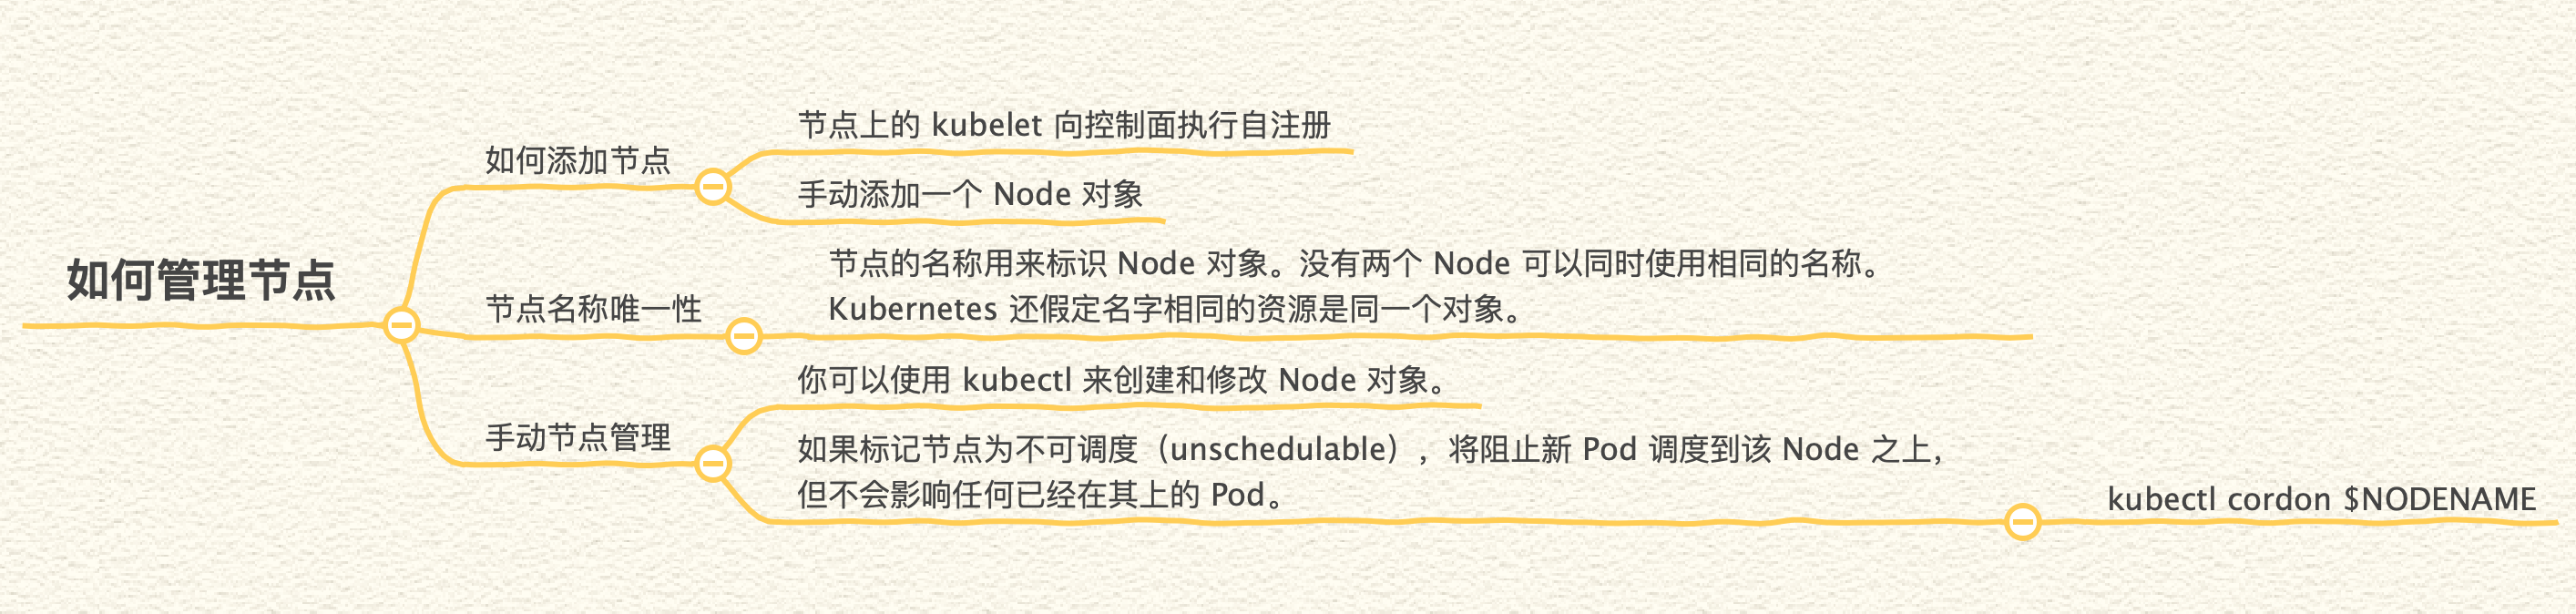 如何管理节点
如何添加节点
节点上的 kubelet 向控制面执行自注册
手动添加一个 Node 对象
节点名称唯一性
节点的名称用来标识 Node 对象。没有两个 Node 可以同时使用相同的名称。
Kubernetes 还假定名字相同的资源是同一个对象。
手动节点管理
你可以使用 kubectl 来创建和修改 Node 对象。
如果标记节点为不可调度（unschedulable），将阻止新 Pod 调度到该 Node 之上，
但不会影响任何已经在其上的 Pod。
kubectl cordon $NODENAME